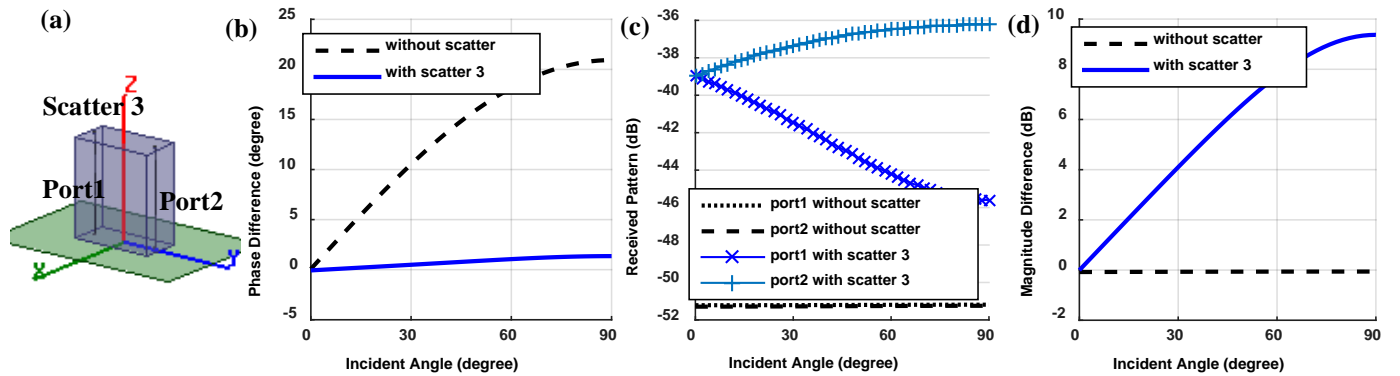 (a)
Z
Scatter 3
Port1
Port2
X
Y
(b)
25
20
15
10
5
0
-5
0
30
60
90
Phase Difference (degree)
Incident Angle (degree)
without scatter
with scatter 3
(c)
-36
-38
-39
-41
-42
-44
-46
-48
-50
-52
0
30
60
90
Received Pattern (dB)
Incident Angle (degree)
port1 without scatter
port2 without scatter
port1 with scatter 3
port2 with scatter 3
(d)
10
8
6
4
2
0
-2
0
30
60
90
Magnitude Difference (dB)
Incident Angle (degree)
without scatter
with scatter 3